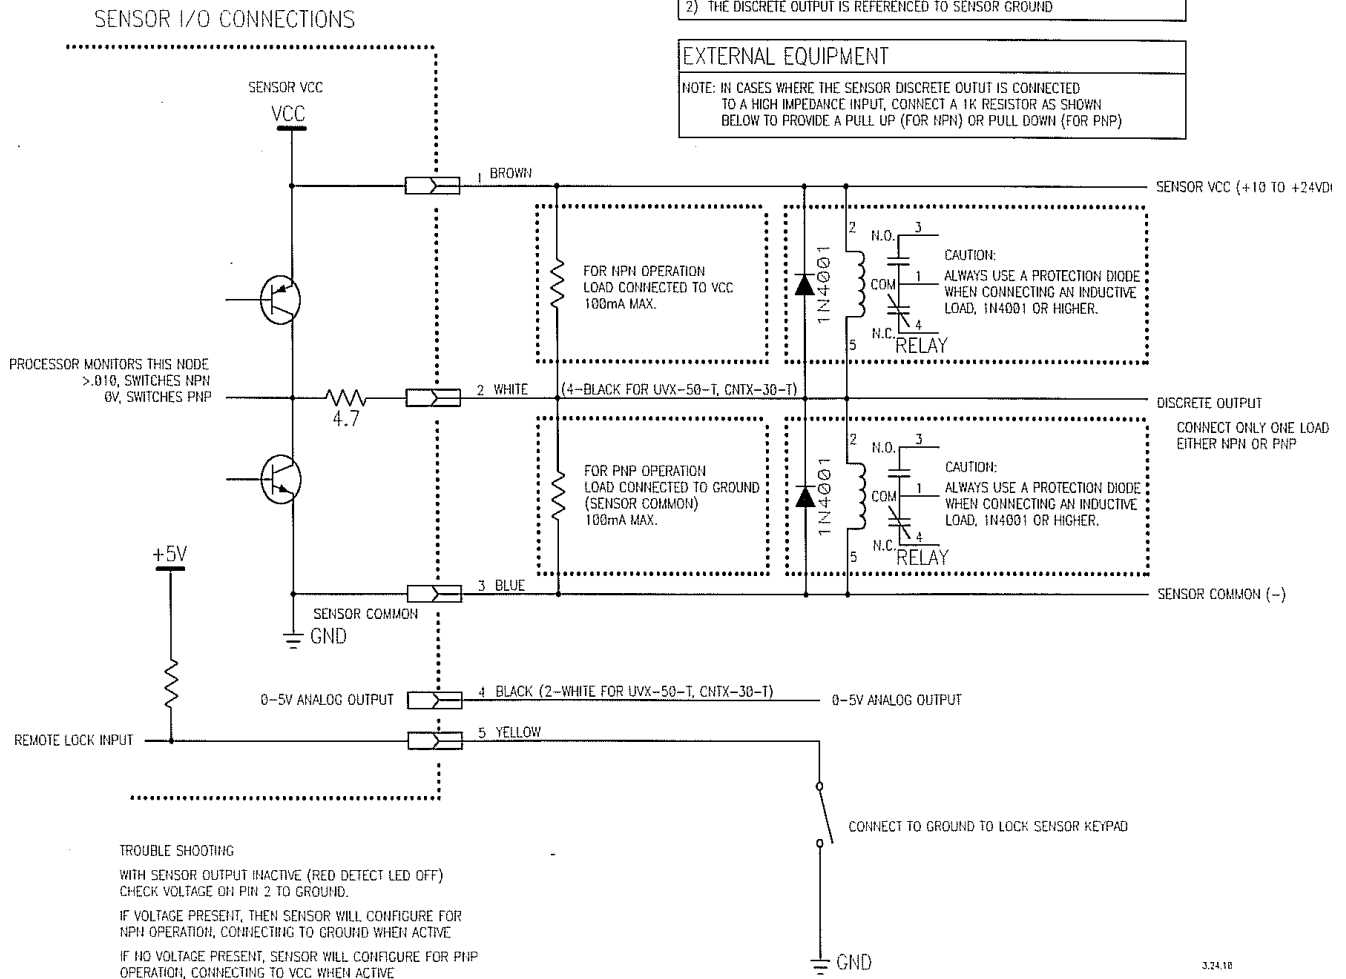 2) THE DISCRETE OUTPUT IS REFERENCED TO SENSOR GROUND
SENSOR I/O CONNECTIONS
EXTERNAL EQUIPMENT
NOTE: IN CASES WHERE THE SENSOR DISCRETE OUTUT IS CONNECTED
TO A HIGH IMPEDANCE INPUT, CONNECT A 1K RESISTOR AS SHOWN
BELOW TO PROVIDE A PULL UP (FOR NPN) OR PULL DOWN (FOR PNP)
SENSOR VCC
VCC
1 BROWN
SENSOR VCC (+10 TO +24VD
FOR NPN OPERATION
LOAD CONNECTED TO VCC
100mA MAX.
1N4001
2
5
N.O.
3
COM
1
N.C.
4
RELAY
CAUTION:
ALWAYS USE A PROTECTION DIODE
WHEN CONNECTING AN INDUCTIVE
LOAD, 1N4001 OR HIGHER.
PROCESSOR MONITORS THIS NODE
>.010, SWITCHES NPN
0V, SWITCHES PNP
4.7
2 WHITE (4-BLACK FOR UVX-50-T, CNTX-30-T)
DISCRETE OUTPUT
CONNECT ONLY ONE LOAD
EITHER NPN OR PNP
FOR PNP OPERATION
LOAD CONNECTED TO GROUND
(SENSOR COMMON)
100mA MAX.
1N4001
2
5
N.O.
3
COM
1
N.C.
4
RELAY
CAUTION:
ALWAYS USE A PROTECTION DIODE
WHEN CONNECTING AN INDUCTIVE
LOAD, 1N4001 OR HIGHER.
+5V
3 BLUE
SENSOR COMMON (-)
SENSOR COMMON
GND
0-5V ANALOG OUTPUT
4 BLACK (2-WHITE FOR UVX-50-T, CNTX-30-T)
0-5V ANALOG OUTPUT
REMOTE LOCK INPUT
5 YELLOW
CONNECT TO GROUND TO LOCK SENSOR KEYPAD
GND
TROUBLE SHOOTING
WITH SENSOR OUTPUT INACTIVE (RED DETECT LED OFF)
CHECK VOLTAGE ON PIN 2 TO GROUND.
IF VOLTAGE PRESENT, THEN SENSOR WILL CONFIGURE FOR
NPN OPERATION, CONNECTING TO GROUND WHEN ACTIVE
IF NO VOLTAGE PRESENT, SENSOR WILL CONFIGURE FOR PNP
OPERATION, CONNECTING TO VCC WHEN ACTIVE
3.24.10